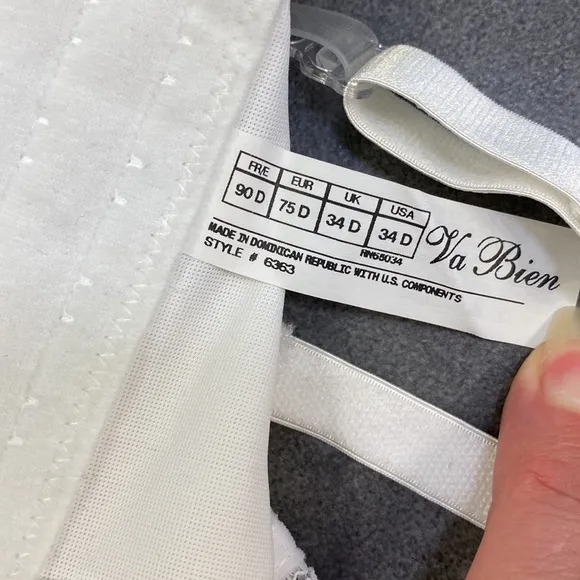 FR/E EUR UK USA
90 D 75 D 34 D 34 D
RN68034
MADE IN DOMINICAN REPUBLIC WITH U.S. COMPONENTS
STYLE # 6363
Va Bien